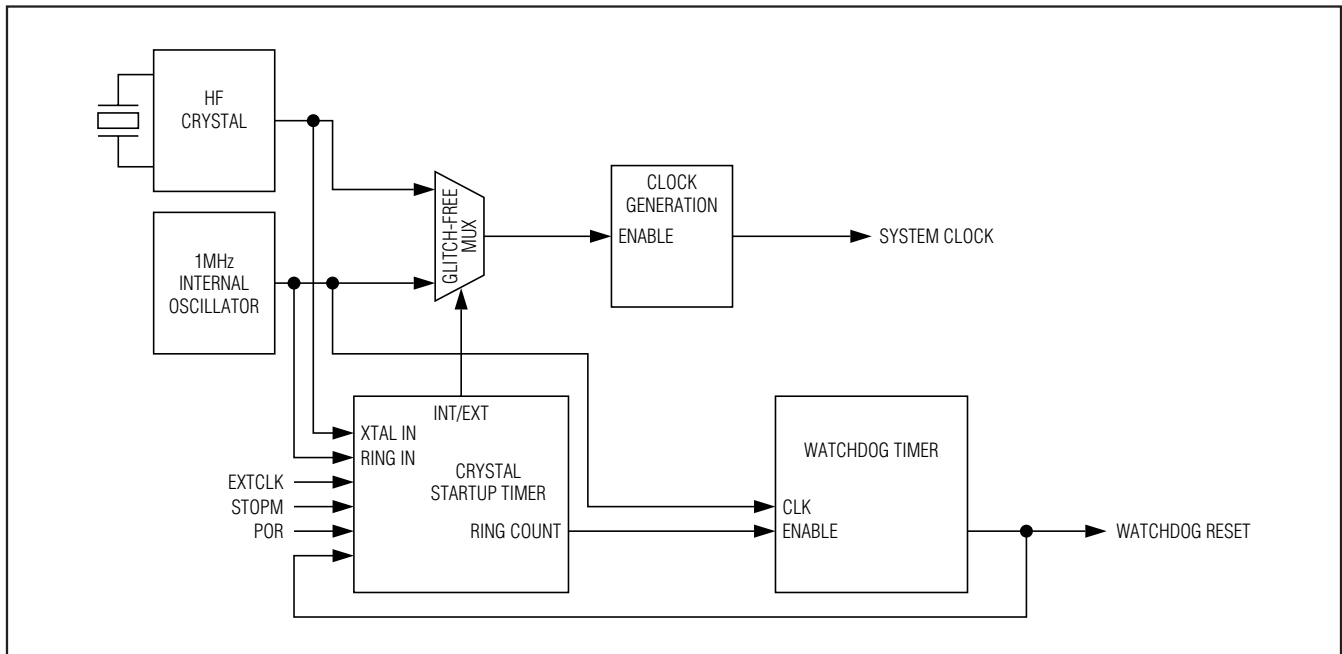 HF
CRYSTAL
1MHz
INTERNAL
OSCILLATOR
GLITCH-FREE
MUX
CLOCK
GENERATION
ENABLE
SYSTEM CLOCK
INT/EXT
XTAL IN
RING IN
CRYSTAL
STARTUP TIMER
RING COUNT
EXTCLK
STOPM
POR
WATCHDOG TIMER
CLK
ENABLE
WATCHDOG RESET